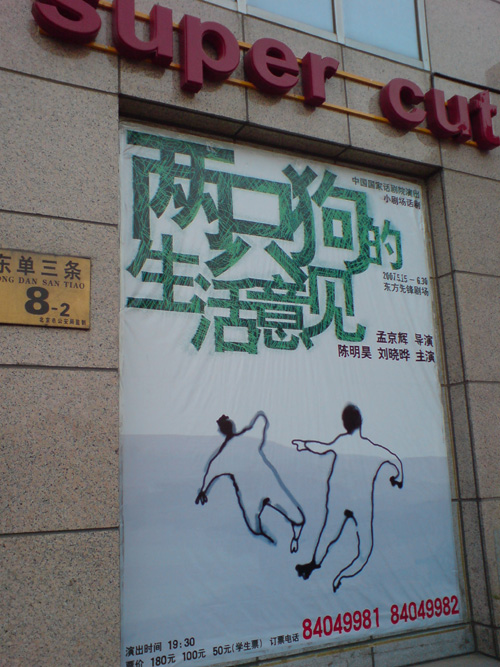 super cut
东单三条
ONG DAN SAN TIAO
8-2
两只狗的
生活意见
中国国家话剧院演出
小剧场话剧
2007.5.15—6.30
东方先锋剧场
孟京辉 导演
陈明昊 刘晓晔 主演
演出时间 19:30
票价 180元 100元 50元(学生票) 订票电话 84049981 84049982